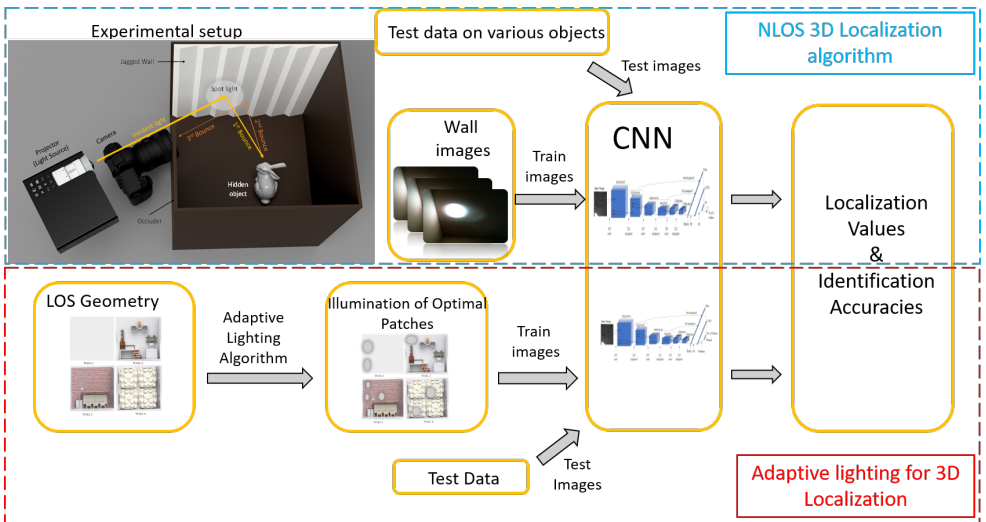 Experimental setup
Jagged Wall
Spot light
Incident light
1st Bounce
2nd Bounce
3rd Bounce
Camera
Projector
(Light Source)
Hidden
object
Occluder
Test data on various objects
Test images
NLOS 3D Localization
algorithm
Wall
images
Train
images
CNN
Localization
Values
&
Identification
Accuracies
LOS Geometry
Adaptive
Lighting
Algorithm
Illumination of Optimal
Patches
Train
images
Test Data
Test
Images
Adaptive lighting for 3D
Localization